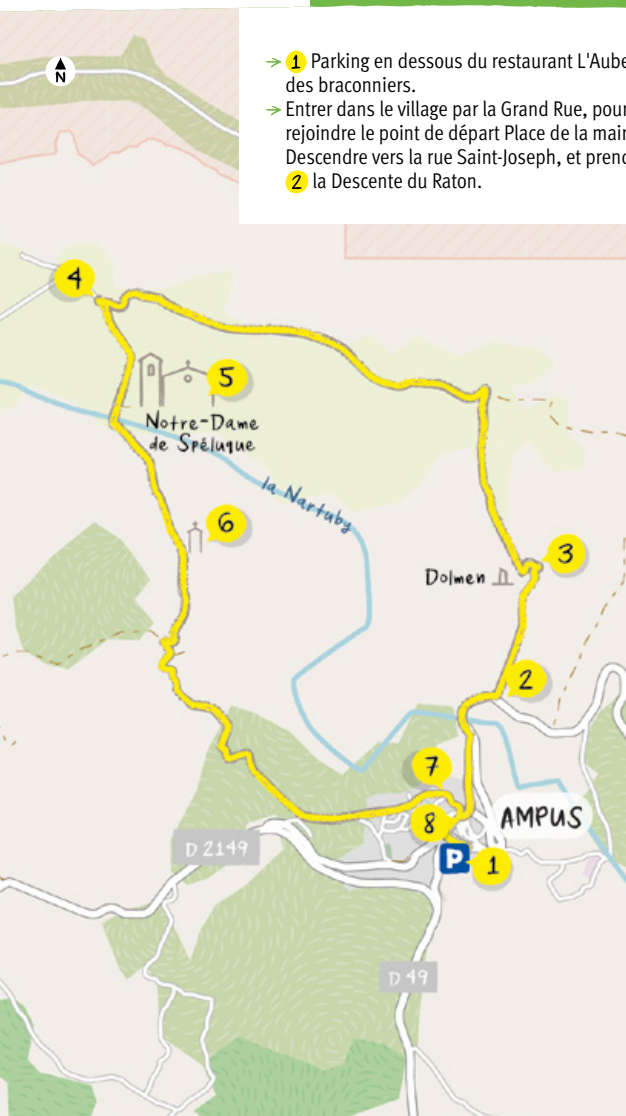 → 1 Parking en dessous du restaurant L'Aube
des braconniers.
→ Entrer dans le village par la Grand Rue, pour
rejoindre le point de départ Place de la mair
Descendre vers la rue Saint-Joseph, et prend
2 la Descente du Raton.
N
4
5
Notre-Dame
de Spéluque
la Nartuby
6
3
Dolmen
2
7
8
AMPUS
P
1
D 2149
D 49